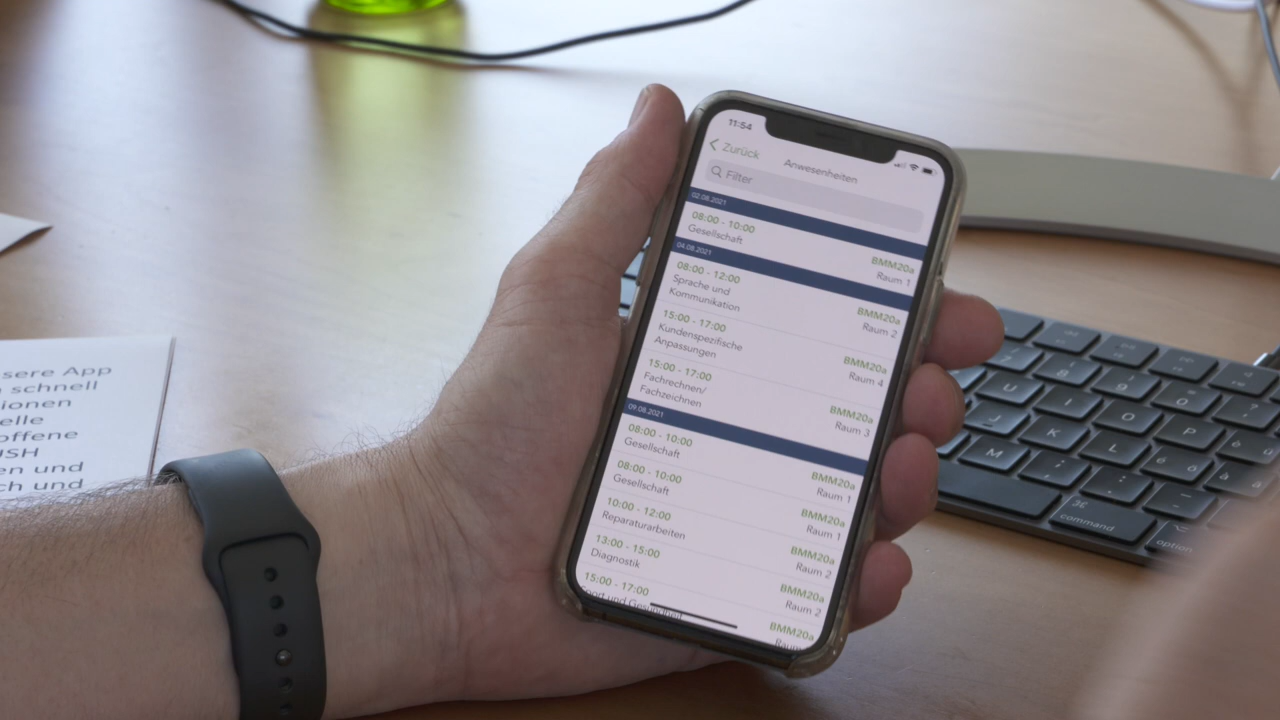 11:54
Zurück
Anwesenheiten
Filter
02.08.2021
08:00 - 10:00
Gesellschaft
BMM20a
Raum 1
04.08.2021
08:00 - 12:00
Sprache und
Kommunikation
BMM20a
Raum 2
15:00 - 17:00
Kundenspezifische
Anpassungen
BMM20a
Raum 4
15:00 - 17:00
Fachrechnen/
Fachzeichnen
BMM20a
Raum 3
09.08.2021
08:00 - 10:00
Gesellschaft
BMM20a
Raum 1
08:00 - 10:00
Gesellschaft
BMM20a
Raum 1
10:00 - 12:00
Reparaturarbeiten
BMM20a
Raum 2
13:00 - 15:00
Diagnostik
BMM20a
Raum 2
15:00 - 17:00
Sport und Gesundheit
BMM20a
Raum
sere App
n schnell
ionen
elle
offene
USH
en und
ch und
U I O P
J K L
M
command
option